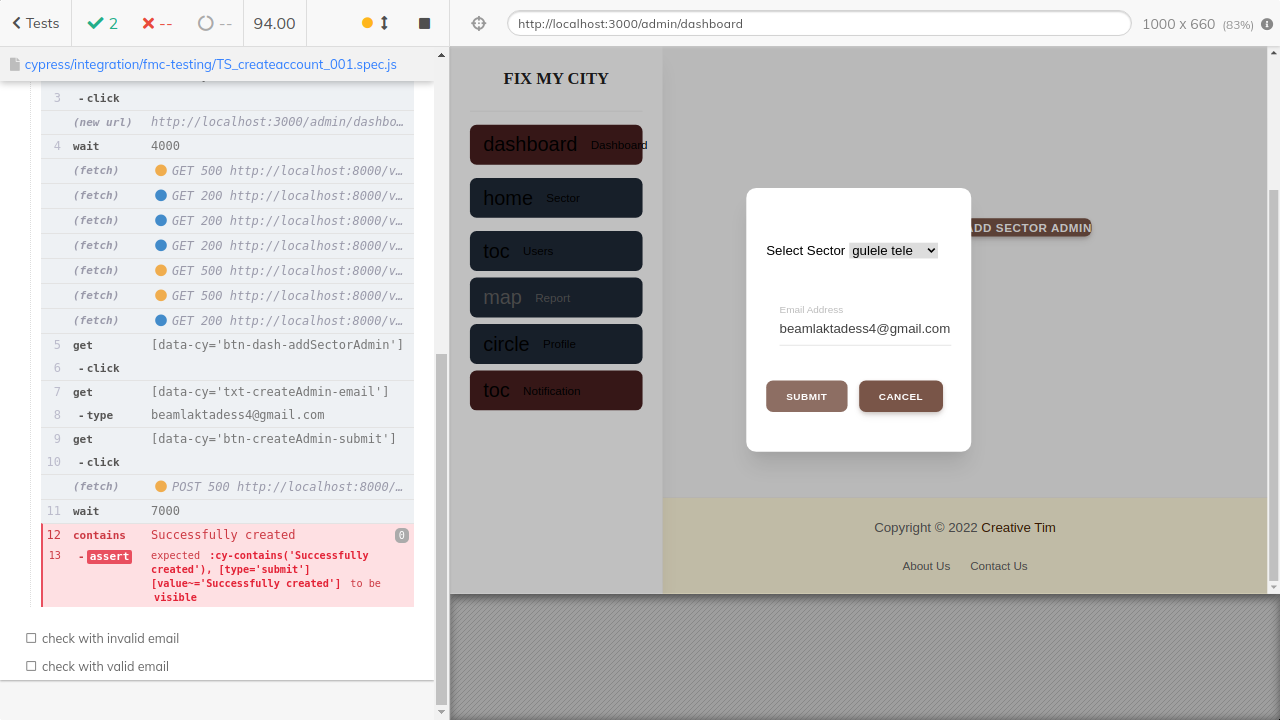 Tests
2
--
--
94.00
http://localhost:3000/admin/dashboard
1000 x 660 (83%)
cypress/integration/fmc-testing/TS_createaccount_001.spec.js
3 - click
(new url) http://localhost:3000/admin/dashbo…
4 wait 4000
(fetch) GET 500 http://localhost:8000/v…
(fetch) GET 200 http://localhost:8000/v…
(fetch) GET 200 http://localhost:8000/v…
(fetch) GET 200 http://localhost:8000/v…
(fetch) GET 500 http://localhost:8000/v…
(fetch) GET 500 http://localhost:8000/v…
(fetch) GET 200 http://localhost:8000/v…
5 get [data-cy='btn-dash-addSectorAdmin']
6 - click
7 get [data-cy='txt-createAdmin-email']
8 - type beamlaktadess4@gmail.com
9 get [data-cy='btn-createAdmin-submit']
10 - click
(fetch) POST 500 http://localhost:8000/…
11 wait 7000
12 contains Successfully created 0
13 - assert expected :cy-contains('Successfully
created'), [type='submit']
[value~='Successfully created'] to be
visible
check with invalid email
check with valid email
FIX MY CITY
dashboard Dashboard
home Sector
toc Users
map Report
circle Profile
toc Notification
ADD SECTOR ADMIN
Select Sector gulele tele
Email Address
beamlaktadess4@gmail.com
SUBMIT CANCEL
Copyright © 2022 Creative Tim
About Us Contact Us